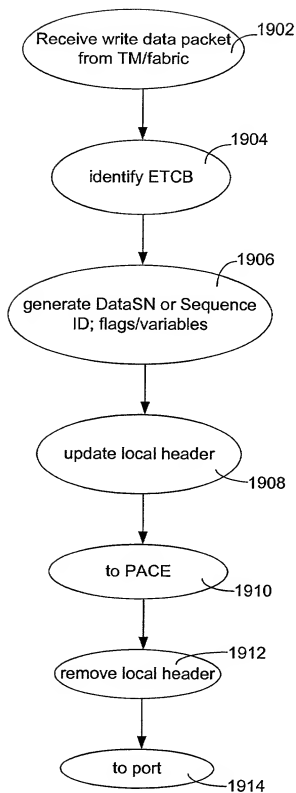 Receive write data packet
from TM/fabric
1902
identify ETCB
1904
generate DataSN or Sequence
ID; flags/variables
1906
update local header
1908
to PACE
1910
remove local header
1912
to port
1914